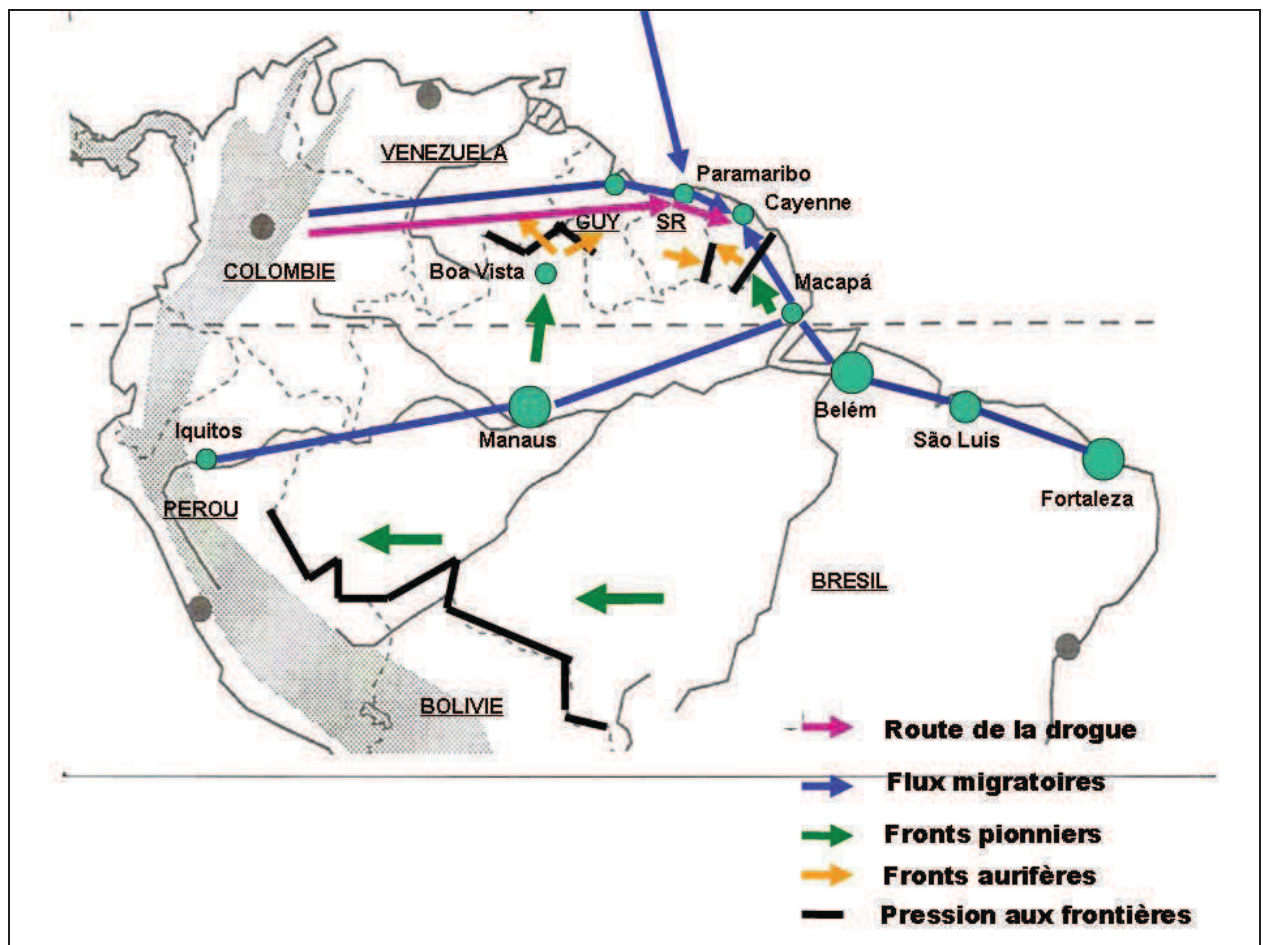 VENEZUELA
Paramaribo
Cayenne
GUY
SR
Boa Vista
COLOMBIE
Macapá
Iquitos
Manaus
Belém
São Luis
Fortaleza
PEROU
BRESIL
BOLIVIE
Route de la drogue
Flux migratoires
Fronts pionniers
Fronts aurifères
Pression aux frontières